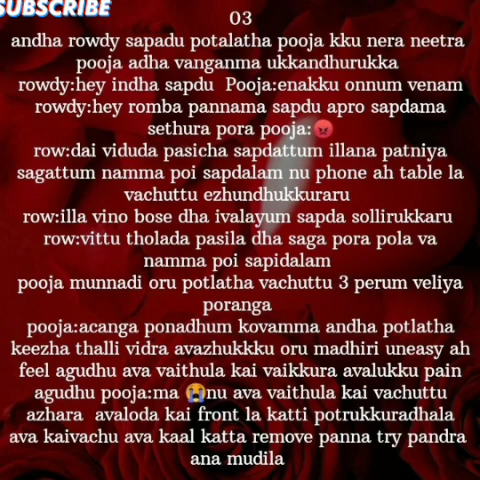 SUBSCRIBE
03
andha rowdy sapadu potalatha pooja kku nera neetra
pooja adha vanganma ukkandhurukka
rowdy:hey indha sapdu Pooja:enakku onnum venam
rowdy:hey romba pannama sapdu apro sapdama
sethura pora pooja:😡
row:dai viduda pasicha sapdattum illana patniya
sagattum namma poi sapdalam nu phone ah table la
vachuttu ezhundhukkuraru
row:illa vino bose dha ivalayum sapda sollirukkaru
row:vittu tholada pasila dha saga pora pola va
namma poi sapidalam
pooja munnadi oru potlatha vachuttu 3 perum veliya
poranga
pooja:acanga ponadhum kovamma andha potlatha
keezha thalli vidra avazhukkku oru madhiri uneasy ah
feel agudhu ava vaithula kai vaikkura avalukku pain
agudhu pooja:ma 😭nu ava vaithula kai vachuttu
azhara avaloda kai front la katti potrukkuradhala
ava kaivachu ava kaal katta remove panna try pandra
ana mudila